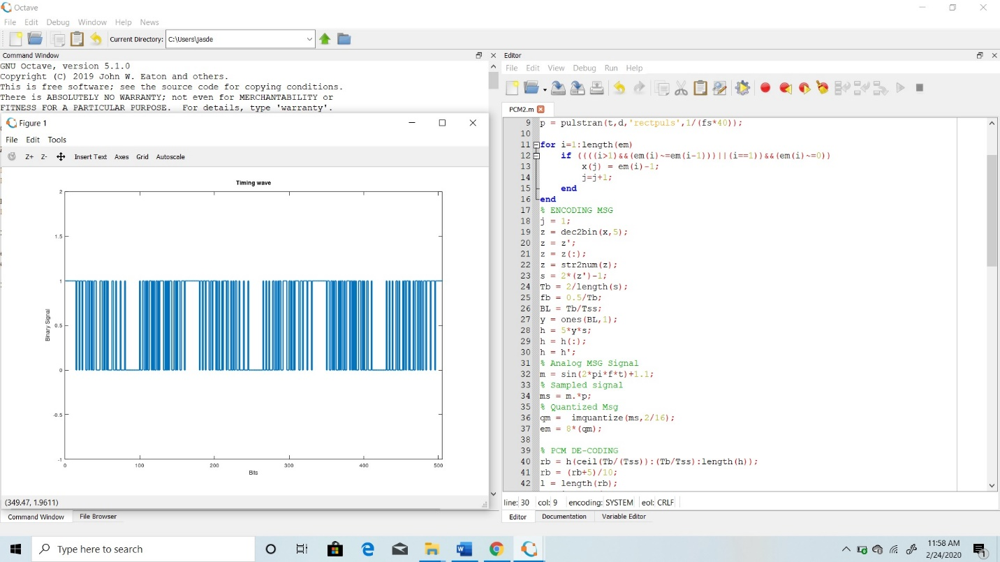 Octave
File Edit Debug Window Help News
Current Directory: C:\Users\jasde
Command Window
GNU Octave, version 5.1.0
Copyright (C) 2019 John W. Eaton and others.
This is free software; see the source code for copying conditions.
There is ABSOLUTELY NO WARRANTY; not even for MERCHANTABILITY or
FITNESS FOR A PARTICULAR PURPOSE.  For details, type 'warranty'.
Figure 1
File Edit Tools
Z+ Z- Insert Text Axes Grid Autoscale
Timing wave
2
1.5
1
0.5
0
-0.5
-1
Binary Signal
0 100 200 300 400 500
Bits
(349.47, 1.9611)
Command Window File Browser
Editor
File Edit View Debug Run Help
PCM2.m
9 p = pulstran(t,d,'rectpuls',1/(fs*40));
10
11 for i=1:length(em)
12 if ((((i>1)&&(em(i)~=em(i-1)))||(i==1))&&(em(i)~=0))
13 x(j) = em(i)-1;
14 j=j+1;
15 end
16 end
17 % ENCODING MSG
18 j = 1;
19 z = dec2bin(x,5);
20 z = z';
21 z = z(:);
22 z = str2num(z);
23 s = 2*(z')-1;
24 Tb = 2/length(s);
25 fb = 0.5/Tb;
26 BL = Tb/Tss;
27 y = ones(BL,1);
28 h = 5*y*s;
29 h = h(:);
30 h = h';
31 % Analog MSG Signal
32 m = sin(2*pi*f*t)+1.1;
33 % Sampled signal
34 ms = m.*p;
35 % Quantized Msg
36 qm =  imquantize(ms,2/16);
37 em = 8*(qm);
38
39 % PCM DE-CODING
40 rb = h(ceil(Tb/(Tss):(Tb/Tss):length(h));
41 rb = (rb+5)/10;
42 l = length(rb);
line: 30 col: 9 encoding: SYSTEM eol: CRLF
Editor Documentation Variable Editor
Type here to search
11:58 AM
2/24/2020
1